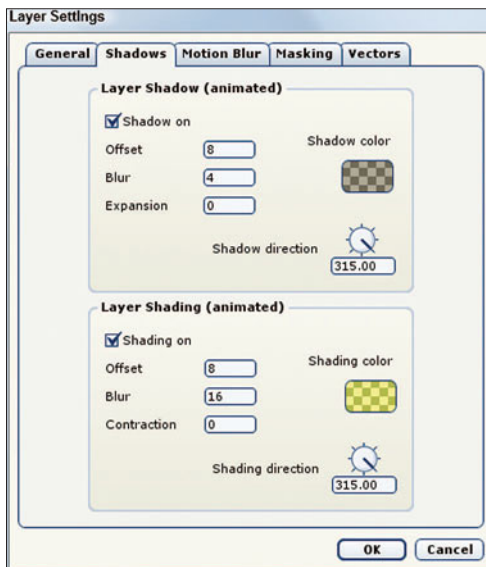 Layer Settings
General Shadows Motion Blur Masking Vectors
Layer Shadow (animated)
Shadow on
Offset 8
Shadow color
Blur 4
Expansion 0
Shadow direction
315.00
Layer Shading (animated)
Shading on
Offset 8
Shading color
Blur 16
Contraction 0
Shading direction
315.00
OK Cancel